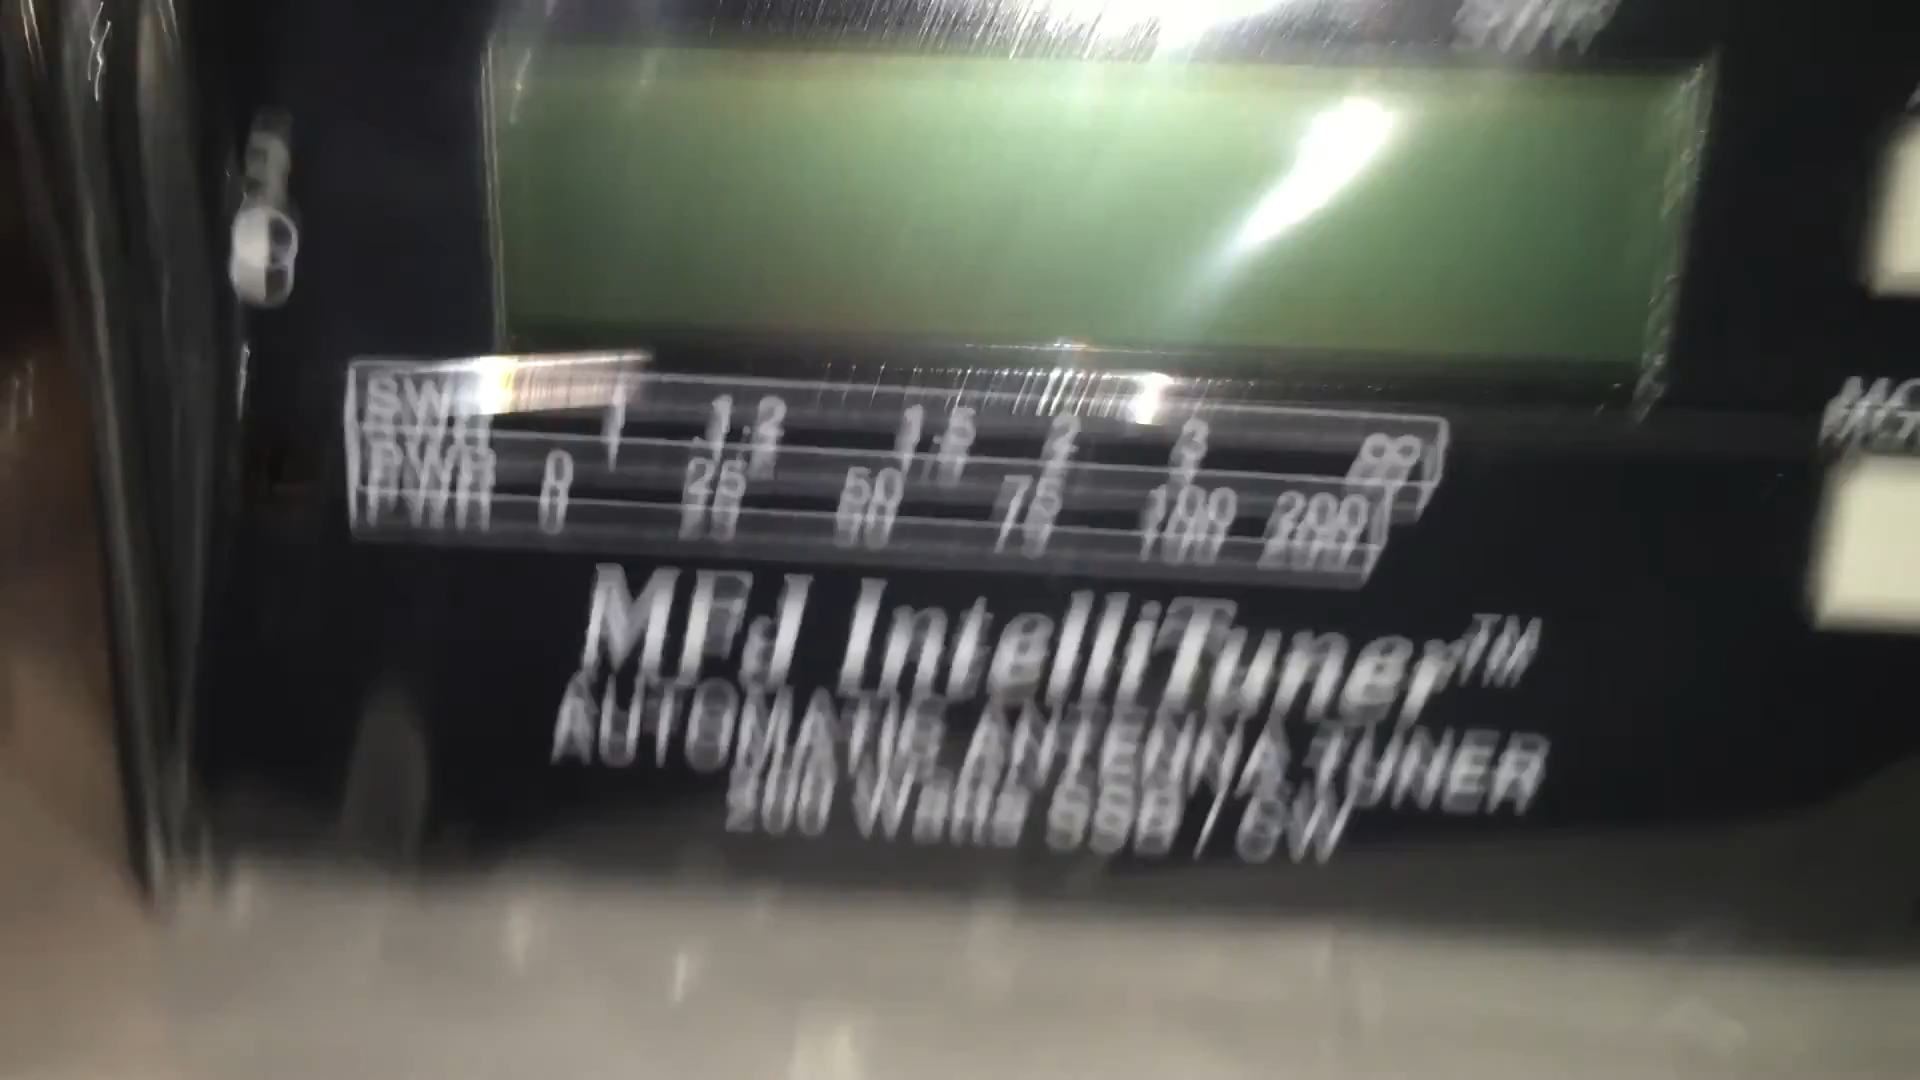 SWR 1 1.2 1.5 2 3 ∞
PWR 0 25 50 75 100 200
MFJ IntelliTuner™
AUTOMATIC ANTENNA TUNER
200 Watts SSB / CW